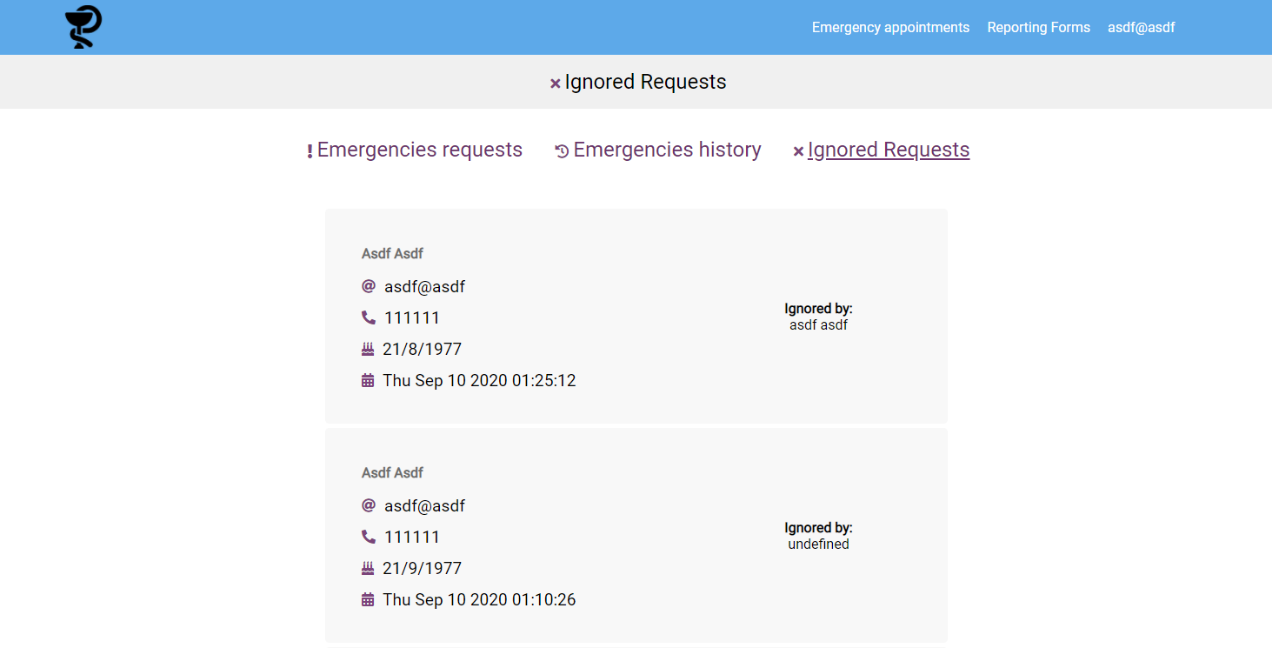 Emergency appointments Reporting Forms asdf@asdf
Ignored Requests
Emergencies requests Emergencies history Ignored Requests
Asdf Asdf
asdf@asdf
111111
21/8/1977
Thu Sep 10 2020 01:25:12
Ignored by:
asdf asdf
Asdf Asdf
asdf@asdf
111111
21/9/1977
Thu Sep 10 2020 01:10:26
Ignored by:
undefined